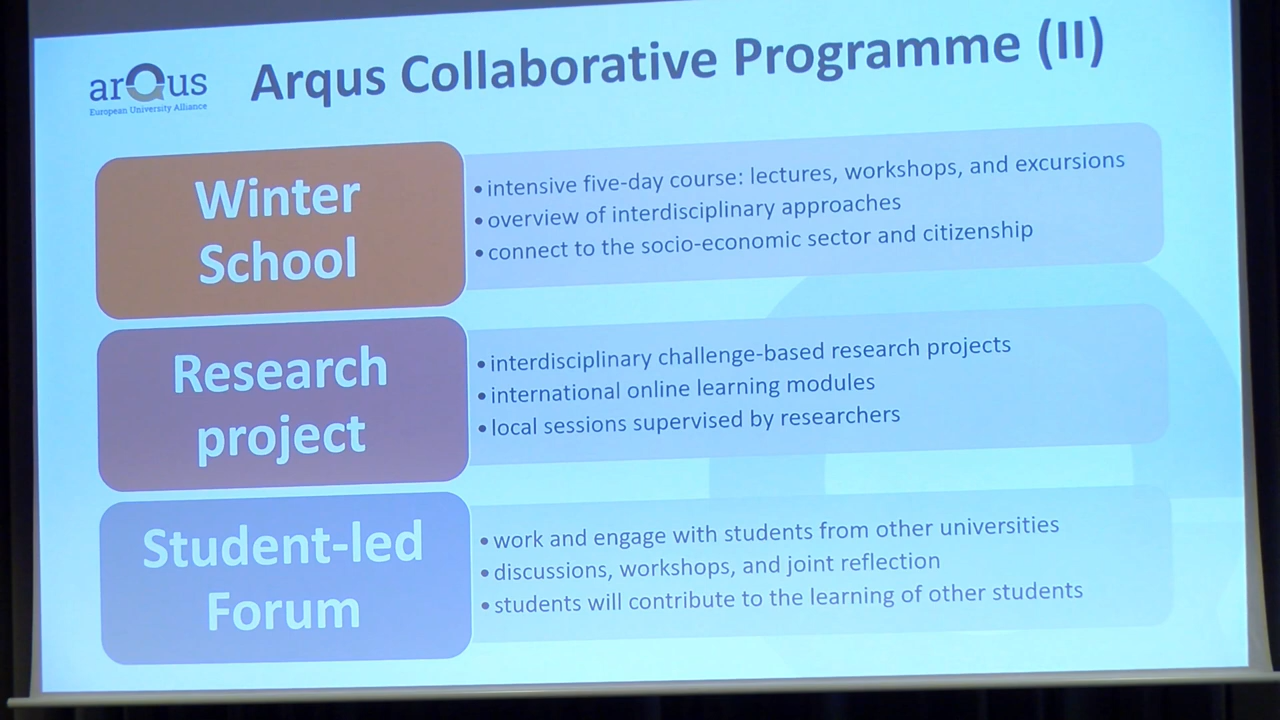 arQus
European University Alliance
Arqus Collaborative Programme (II)
Winter
School
• intensive five-day course: lectures, workshops, and excursions
• overview of interdisciplinary approaches
• connect to the socio-economic sector and citizenship
Research
project
• interdisciplinary challenge-based research projects
• international online learning modules
• local sessions supervised by researchers
Student-led
Forum
• work and engage with students from other universities
• discussions, workshops, and joint reflection
• students will contribute to the learning of other students